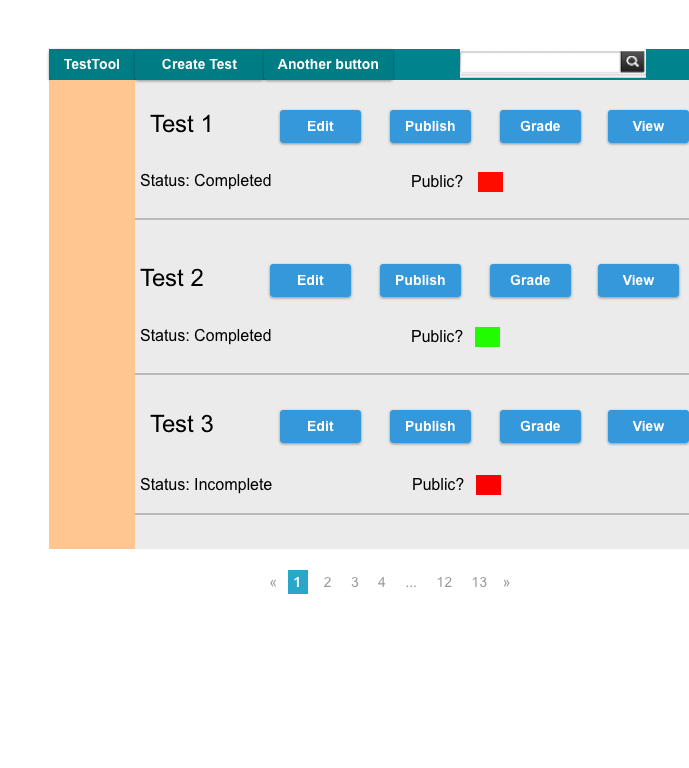 TestTool Create Test Another button
Test 1 Edit Publish Grade View
Status: Completed Public?
Test 2 Edit Publish Grade View
Status: Completed Public?
Test 3 Edit Publish Grade View
Status: Incomplete Public?
« 1 2 3 4 ... 12 13 »